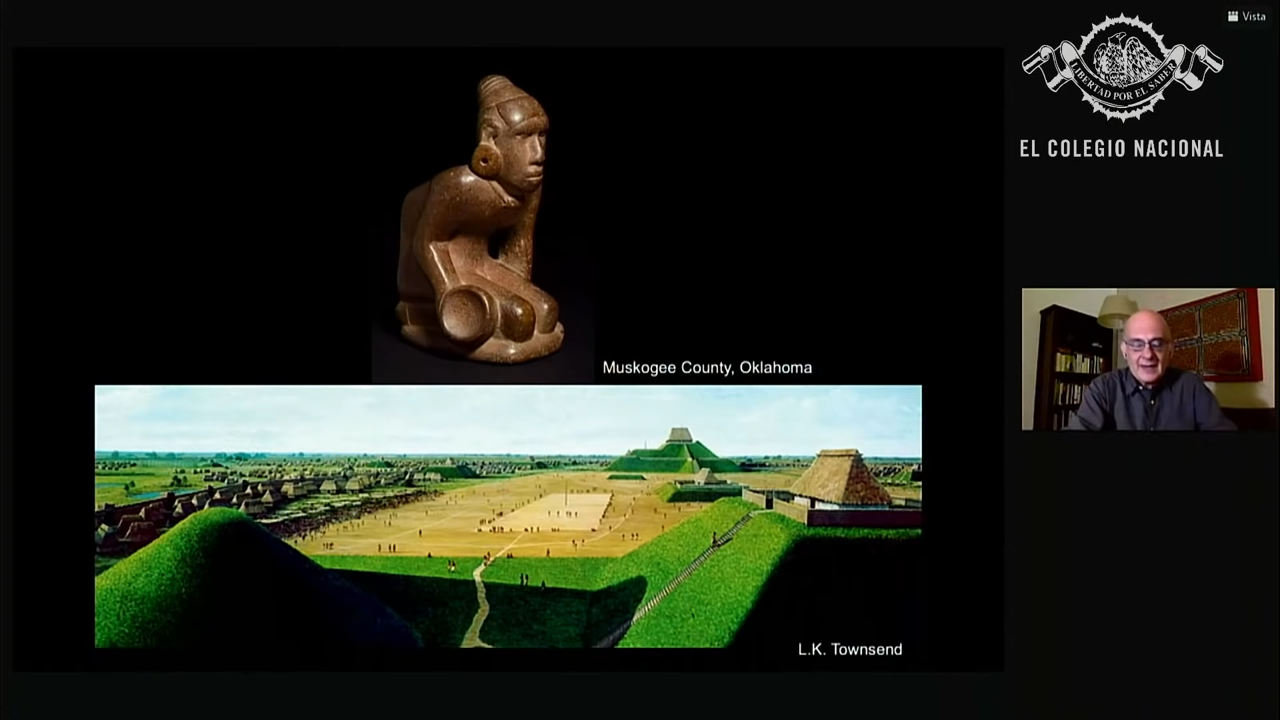 Vista
LIBERTAD POR EL SABER
EL COLEGIO NACIONAL
Muskogee County, Oklahoma
L.K. Townsend